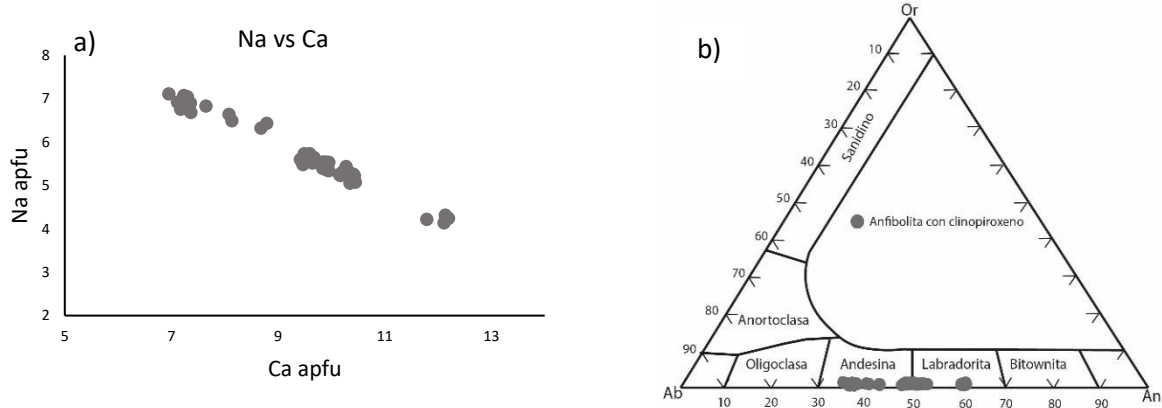 a)
Na vs Ca
8
7
6
5
4
3
2
Na apfu
5 7 9 11 13
Ca apfu
b)
Or
10
20
30
40
50
60
70
80
90
Sanidino
Anfibolita con clinopiroxeno
Anortoclasa
Oligoclasa Andesina Labradorita Bitownita
Ab 10 20 30 40 50 60 70 80 90 An